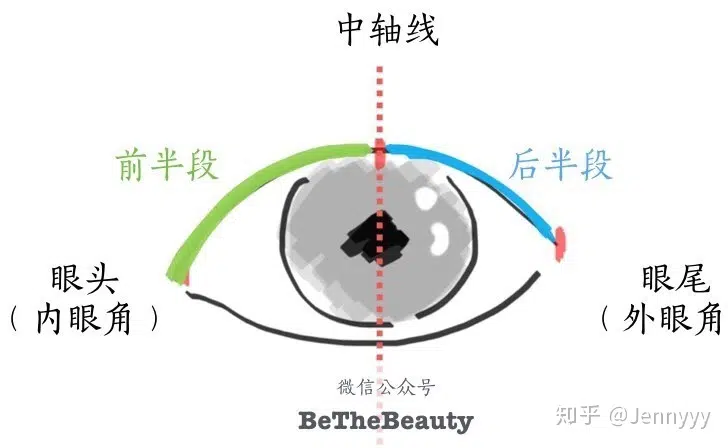 中轴线
前半段
后半段
眼头
（内眼角）
眼尾
（外眼角
微信公众号
BeTheBeauty
知乎 @Jennyyy